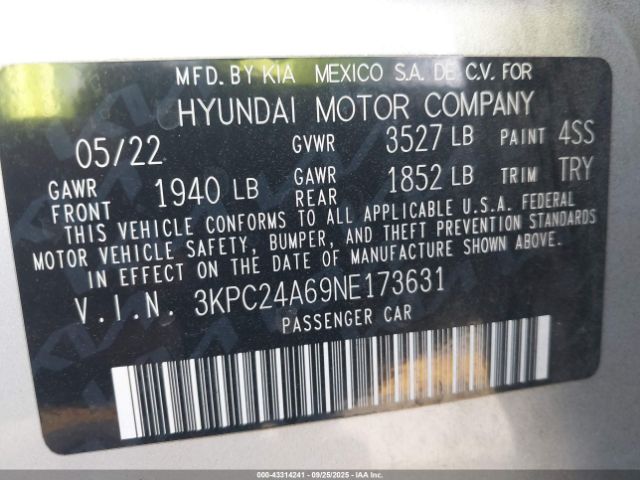 MFD. BY KIA MEXICO S.A. DE C.V. FOR
HYUNDAI MOTOR COMPANY
05/22 GVWR 3527 LB PAINT 4SS
GAWR FRONT 1940 LB GAWR REAR 1852 LB TRIM TRY
THIS VEHICLE CONFORMS TO ALL APPLICABLE U.S.A. FEDERAL
MOTOR VEHICLE SAFETY, BUMPER, AND THEFT PREVENTION STANDARDS
IN EFFECT ON THE DATE OF MANUFACTURE SHOWN ABOVE.
V.I.N. 3KPC24A69NE173631
PASSENGER CAR
000-43314241 | 09/25/2025 | IAAI.COM